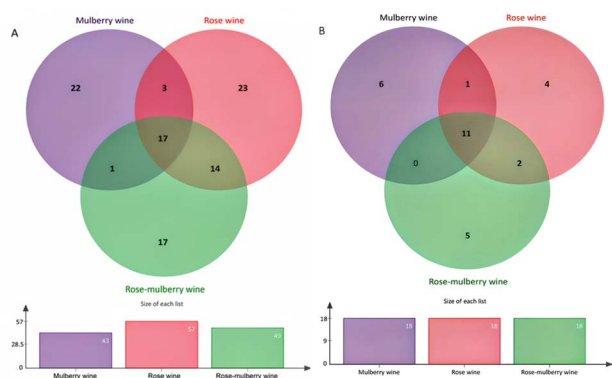 A
Mulberry wine
Rose wine
22
3
23
17
1
14
17
Rose-mulberry wine
Size of each list
57
28.5
0
43
57
49
Mulberry wine
Rose wine
Rose-mulberry wine
B
Mulberry wine
Rose wine
6
1
4
11
0
2
5
Rose-mulberry wine
Size of each list
18
9
0
18
18
18
Mulberry wine
Rose wine
Rose-mulberry wine